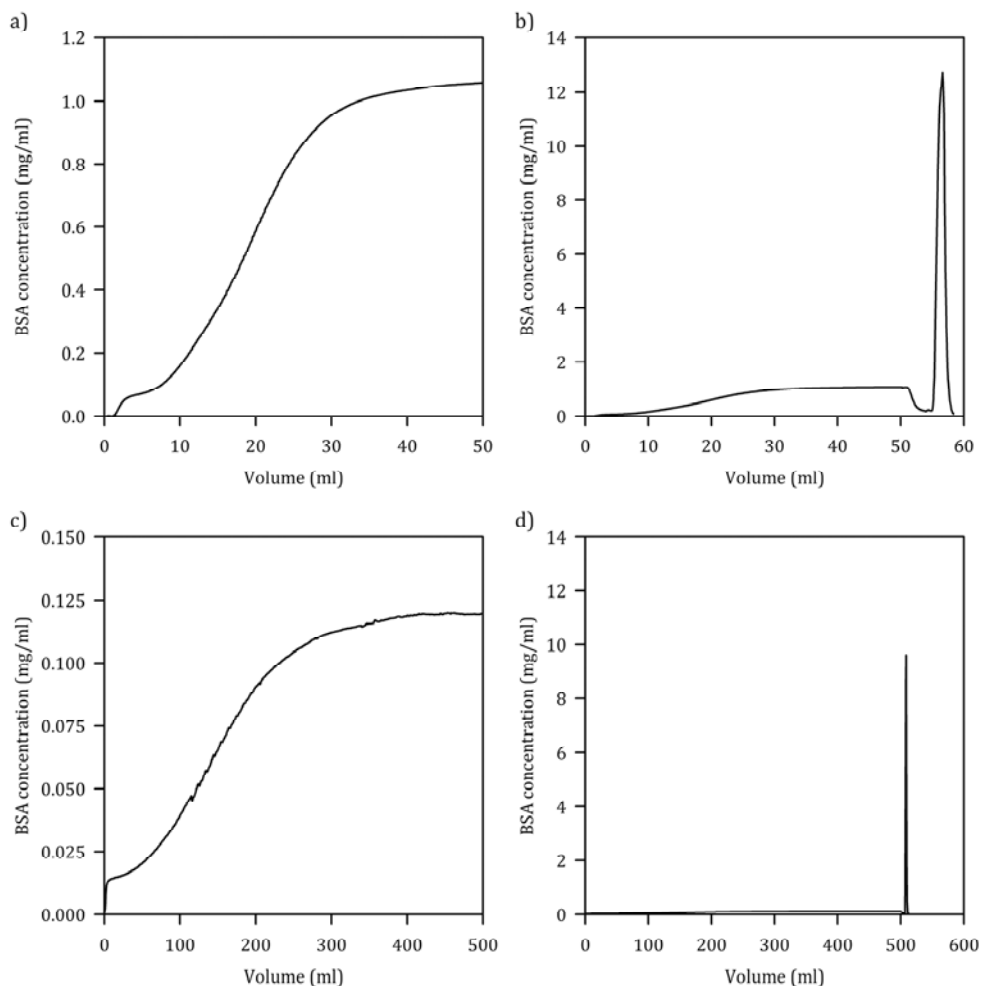 a)
1.2
1.0
0.8
0.6
0.4
0.2
0.0
BSA concentration (mg/ml)
0 10 20 30 40 50
Volume (ml)
b)
14
12
10
8
6
4
2
0
BSA concentration (mg/ml)
0 10 20 30 40 50 60
Volume (ml)
c)
0.150
0.125
0.100
0.075
0.050
0.025
0.000
BSA concentration (mg/ml)
0 100 200 300 400 500
Volume (ml)
d)
14
12
10
8
6
4
2
0
BSA concentration (mg/ml)
0 100 200 300 400 500 600
Volume (ml)